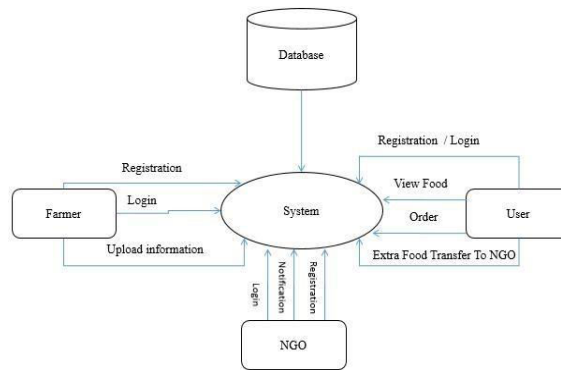 Database
Registration / Login
Registration
View Food
Farmer
Login
System
User
Order
Upload information
Extra Food Transfer To NGO
Login
Notification
Registration
NGO